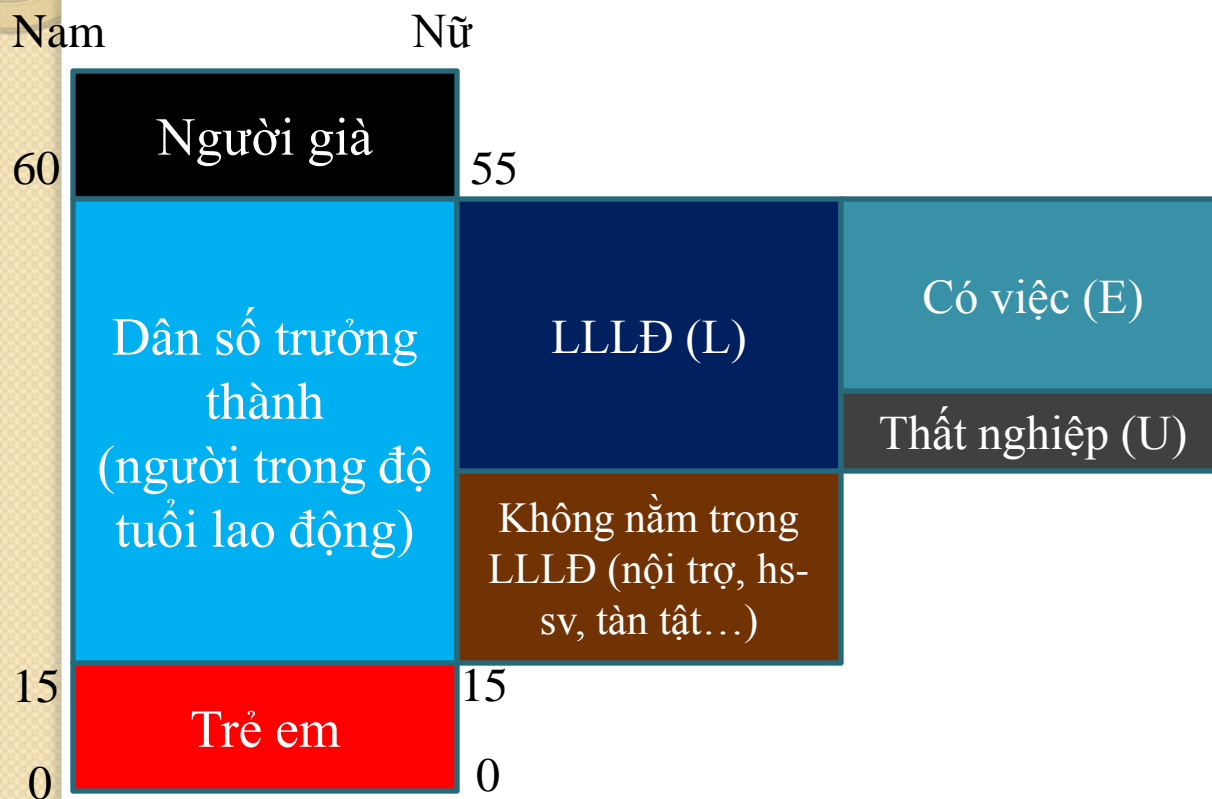 Nam
Nữ
Người già
60
55
Dân số trưởng
thành
(người trong độ
tuổi lao động)
LLLĐ (L)
Có việc (E)
Thất nghiệp (U)
Không nằm trong
LLLĐ (nội trợ, hs-
sv, tàn tật…)
15
15
Trẻ em
0
0